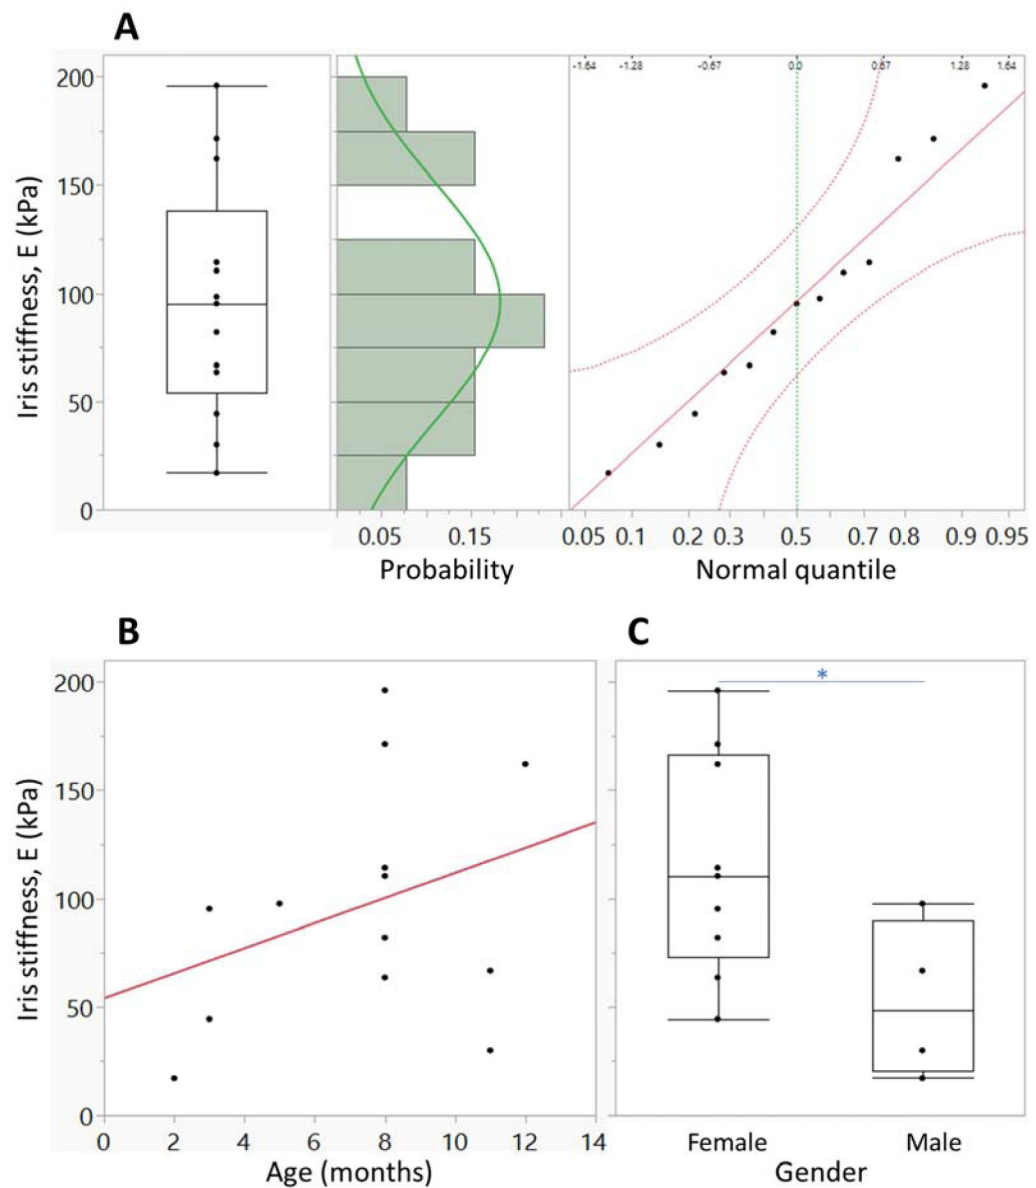 A
Iris stiffness, E (kPa)
200
150
100
50
0
0.05 0.15
Probability
-1.64 -1.28 -0.67 0.0 0.67 1.28 1.64
0.05 0.1 0.2 0.3 0.5 0.7 0.8 0.9 0.95
Normal quantile
B
Iris stiffness, E (kPa)
200
150
100
50
0
0 2 4 6 8 10 12 14
Age (months)
C
*
Female Male
Gender